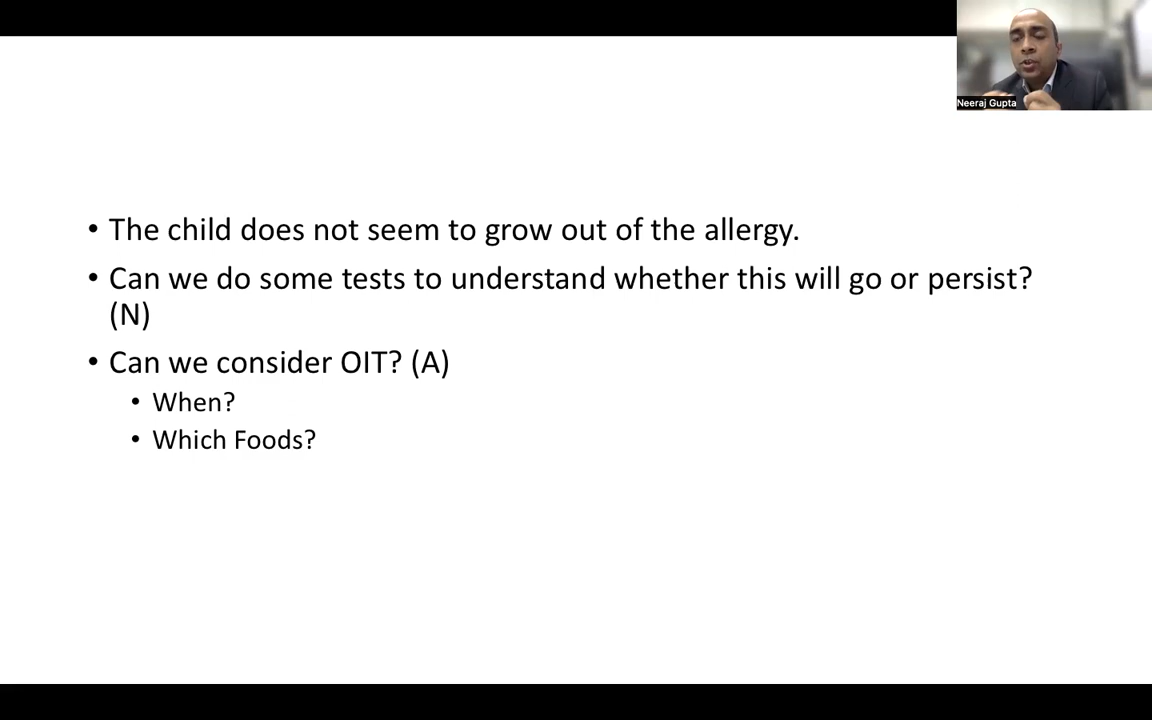 Neeraj Gupta
• The child does not seem to grow out of the allergy.
• Can we do some tests to understand whether this will go or persist?
(N)
• Can we consider OIT? (A)
• When?
• Which Foods?